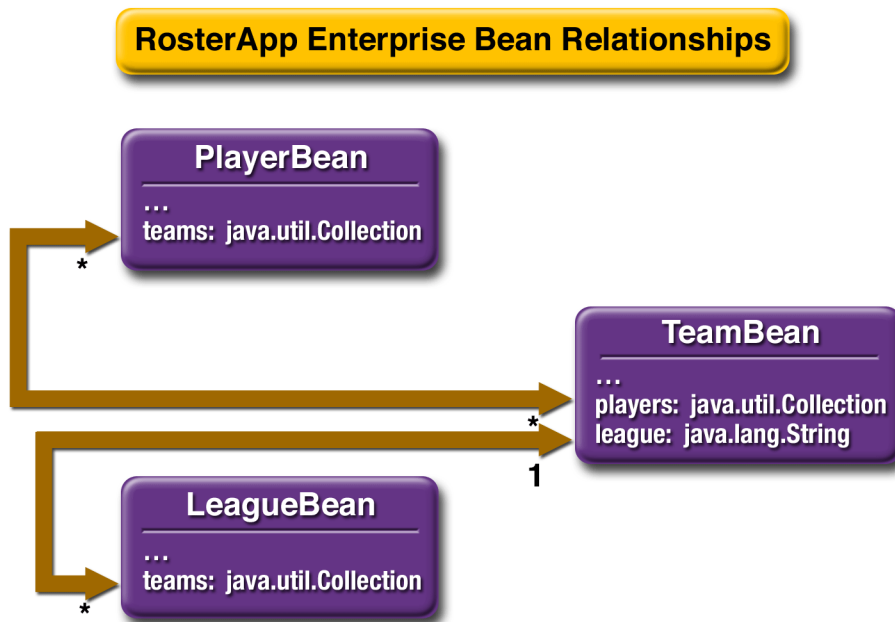 RosterApp Enterprise Bean Relationships
PlayerBean
...
teams: java.util.Collection
*
TeamBean
...
players: java.util.Collection
*
league: java.lang.String
1
LeagueBean
...
teams: java.util.Collection
*